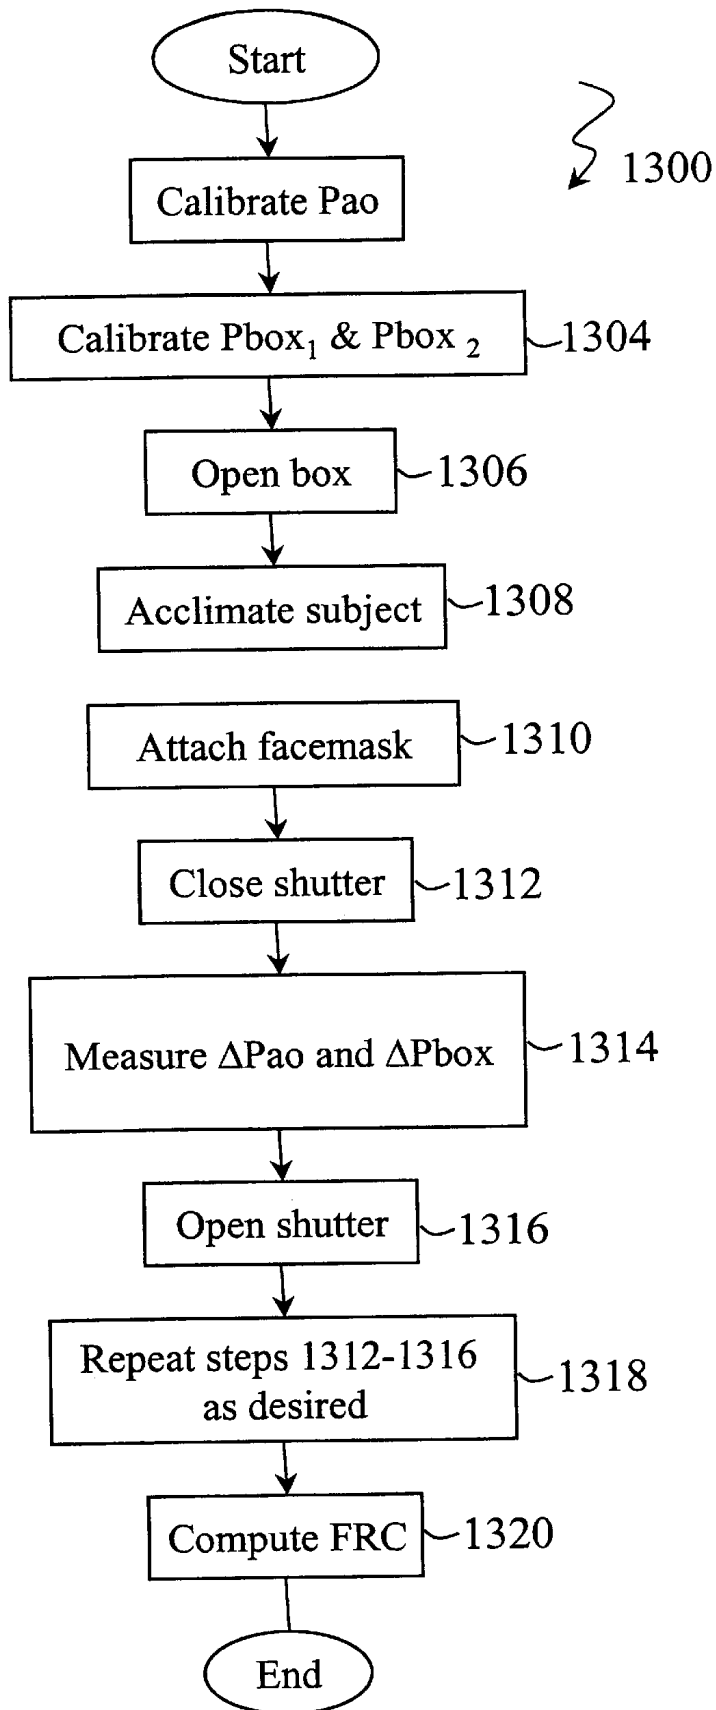 Start
1300
Calibrate Pao
Calibrate Pbox₁ & Pbox ₂
1304
Open box
1306
Acclimate subject
1308
Attach facemask
1310
Close shutter
1312
Measure ΔPao and ΔPbox
1314
Open shutter
1316
Repeat steps 1312-1316
as desired
1318
Compute FRC
1320
End